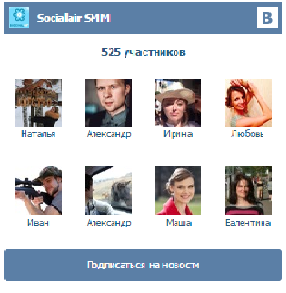 Socialair SMM
B
525 участников
Наталья Александр Ирина Любовь
Иван Александр Маша Валентина
Подписаться на новости